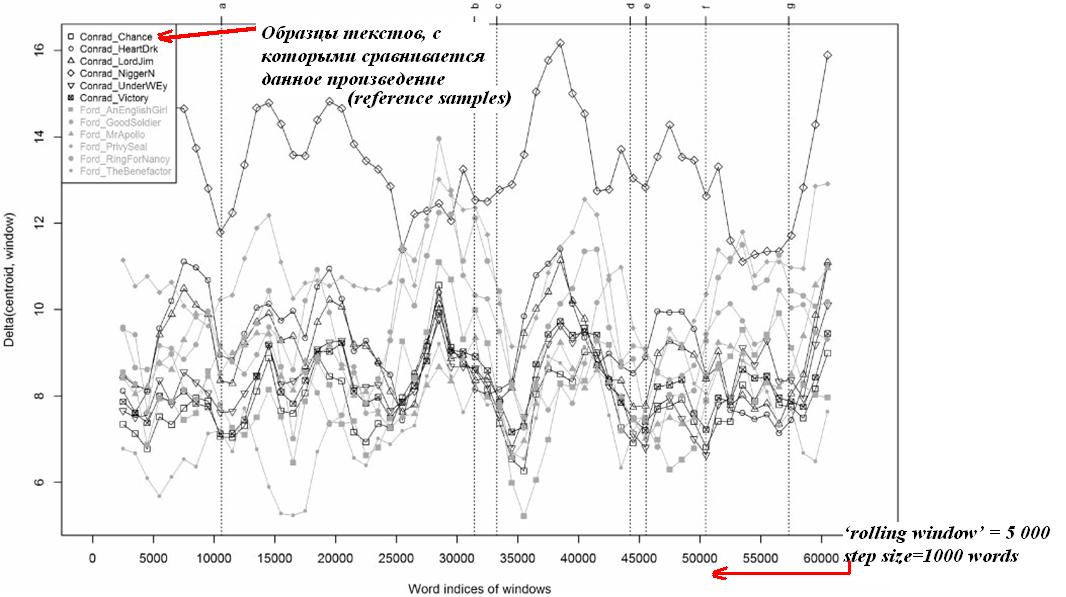 a
b
c
d
e
f
g
Conrad_Chance
Conrad_HeartDrk
Conrad_LordJim
Conrad_NiggerN
Conrad_UnderWEy
Conrad_Victory
Ford_AnEnglishGirl
Ford_GoodSoldier
Ford_MrApollo
Ford_PrivySeal
Ford_RingForNancy
Ford_TheBenefactor
Образцы текстов, с
которыми сравнивается
данное произведение
(reference samples)
Delta(centroid, window)
16
14
12
10
8
6
0
5000
10000
15000
20000
25000
30000
35000
40000
45000
50000
55000
60000
Word indices of windows
‘rolling window’ = 5 000
step size=1000 words